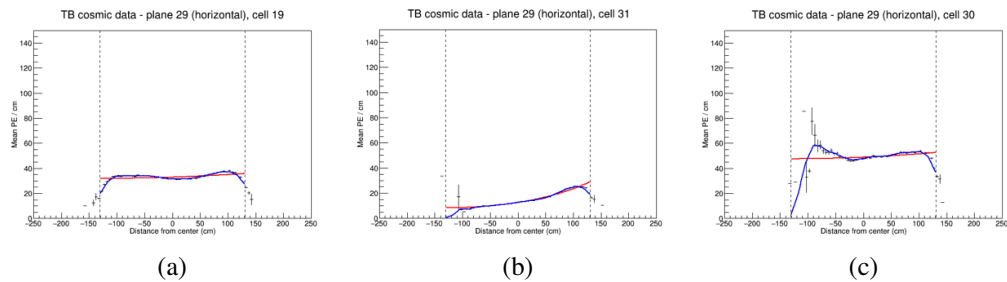 TB cosmic data - plane 29 (horizontal), cell 19
Mean PE / cm
140
120
100
80
60
40
20
0
-250 -200 -150 -100 -50 0 50 100 150 200 250
Distance from center (cm)
(a)
TB cosmic data - plane 29 (horizontal), cell 31
Mean PE / cm
140
120
100
80
60
40
20
0
-250 -200 -150 -100 -50 0 50 100 150 200 250
Distance from center (cm)
(b)
TB cosmic data - plane 29 (horizontal), cell 30
Mean PE / cm
140
120
100
80
60
40
20
0
-250 -200 -150 -100 -50 0 50 100 150 200 250
Distance from center (cm)
(c)